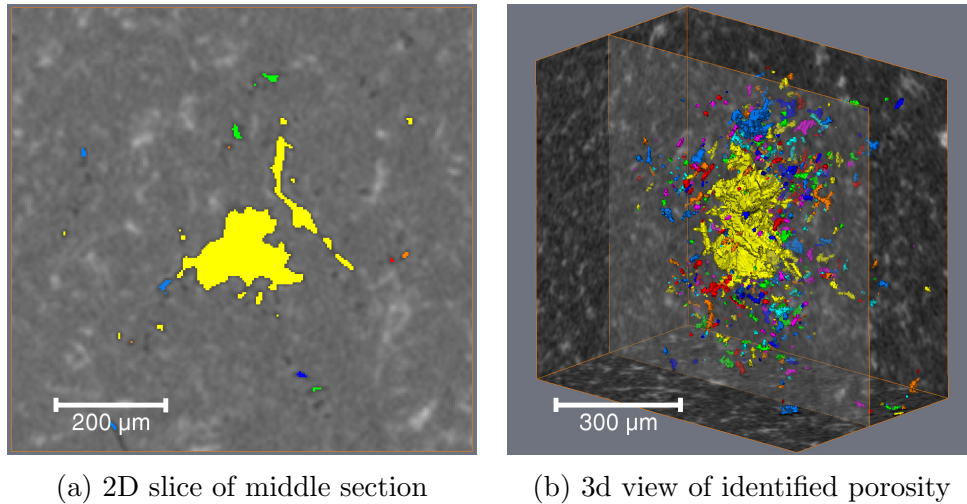 200 μm
300 μm
(a) 2D slice of middle section
(b) 3d view of identified porosity